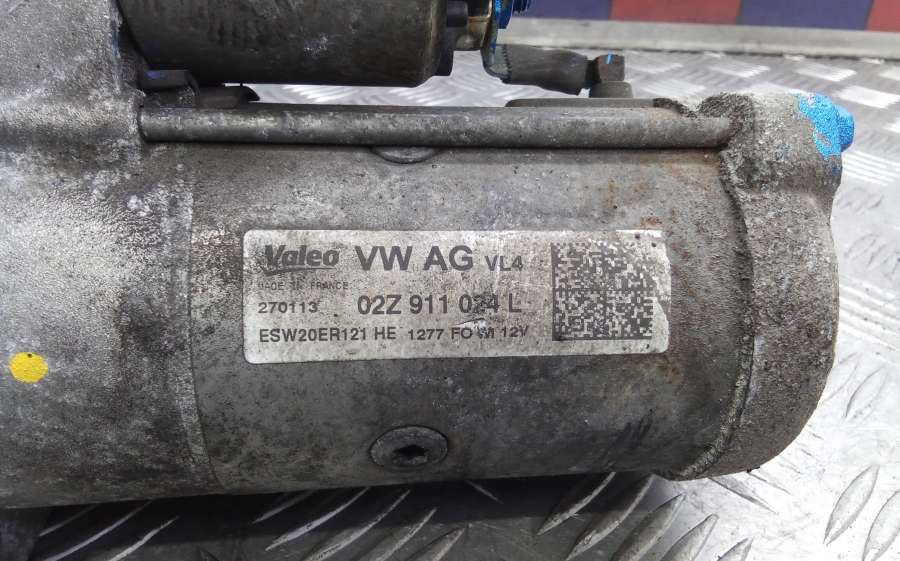 Valeo VW AG VL4
MADE IN FRANCE
270113 02Z 911 024 L
ESW20ER121 HE 1277 FO M 12V